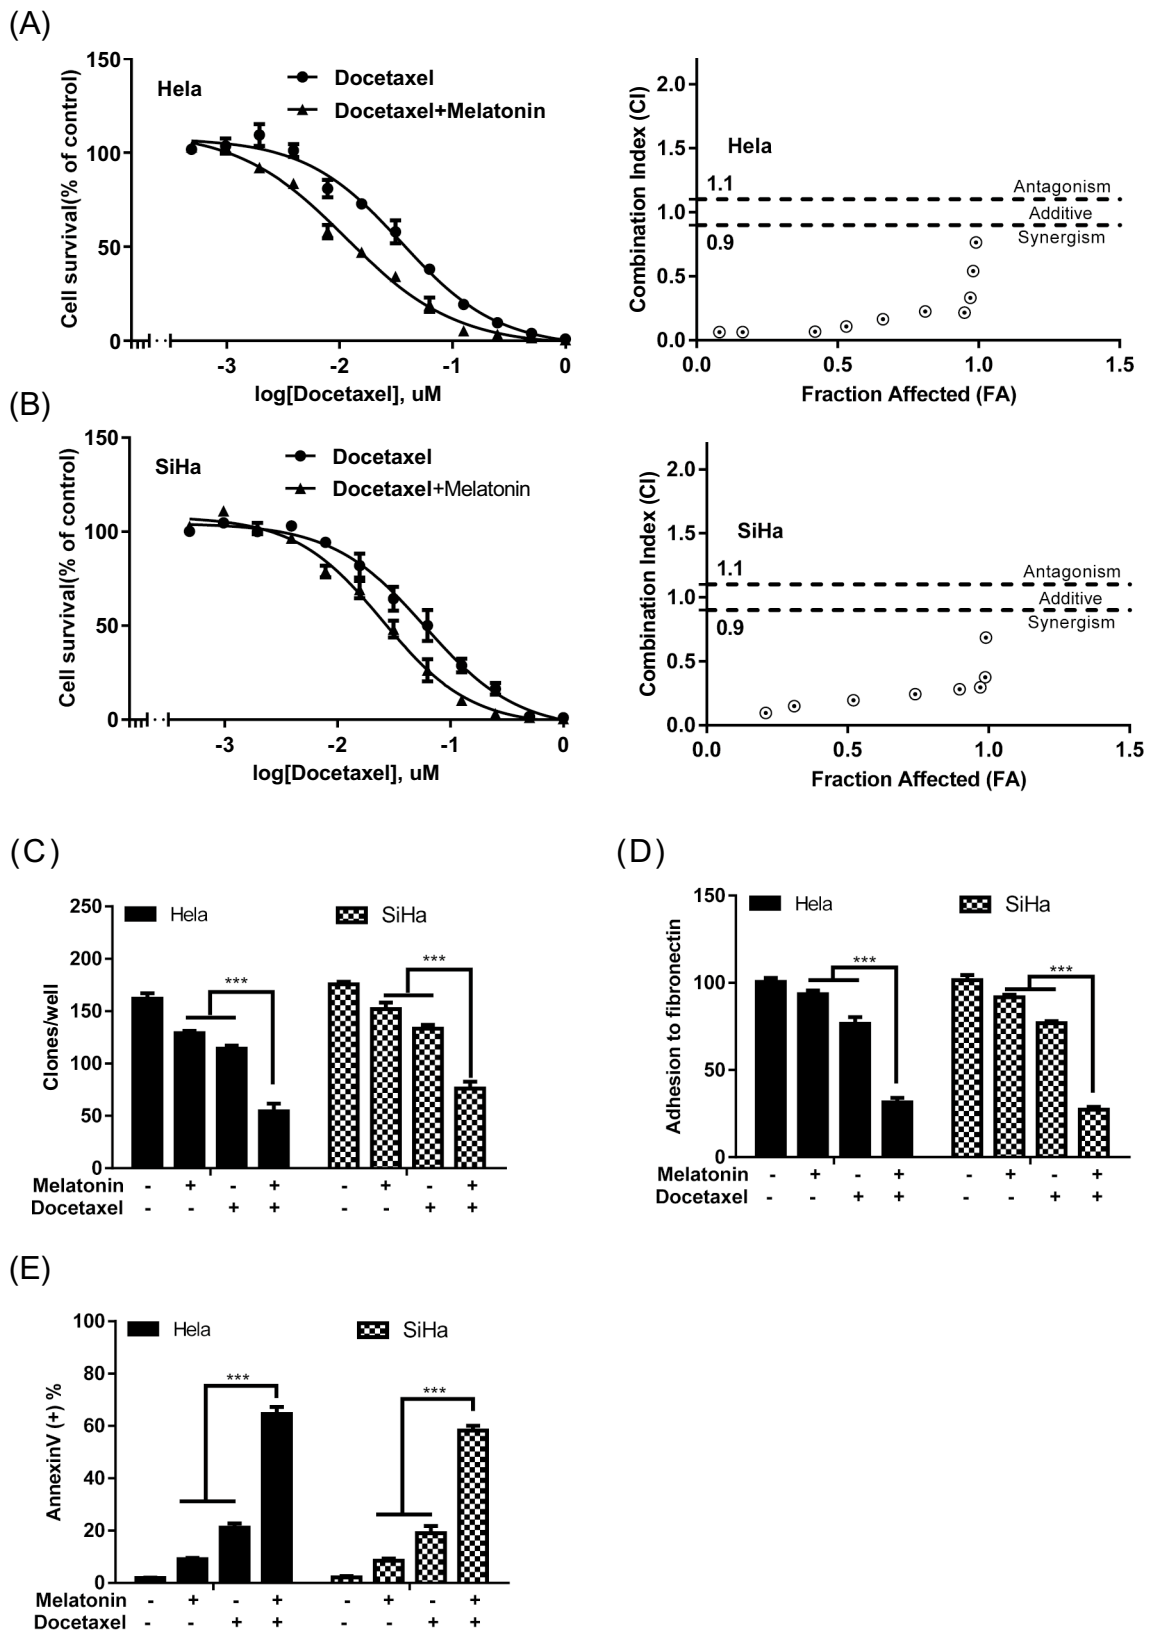 (A)
150
100
50
0
Cell survival(% of control)
Hela
Docetaxel
Docetaxel+Melatonin
-3
-2
-1
0
log[Docetaxel], uM
2.0
1.5
1.0
0.5
0.0
Combination Index (CI)
Hela
1.1
0.9
Antagonism
Additive
Synergism
0.0
0.5
1.0
1.5
Fraction Affected (FA)
(B)
150
100
50
0
Cell survival(% of control)
SiHa
Docetaxel
Docetaxel+Melatonin
-3
-2
-1
0
log[Docetaxel], uM
2.0
1.5
1.0
0.5
0.0
Combination Index (CI)
SiHa
1.1
0.9
Antagonism
Additive
Synergism
0.0
0.5
1.0
1.5
Fraction Affected (FA)
(C)
250
200
150
100
50
0
Clones/well
Hela
SiHa
***
***
Melatonin - + - + - + - +
Docetaxel - - + + - - + +
(D)
150
100
50
0
Adhesion to fibronectin
Hela
SiHa
***
***
Melatonin - + - + - + - +
Docetaxel - - + + - - + +
(E)
100
80
60
40
20
0
AnnexinV (+) %
Hela
SiHa
***
***
Melatonin - + - + - + - +
Docetaxel - - + + - - + +